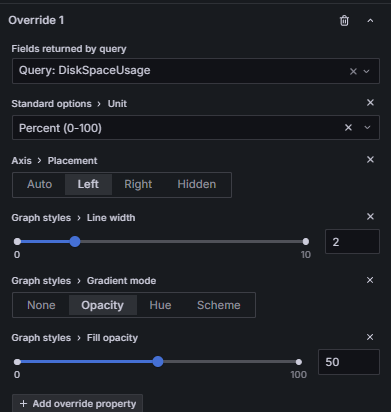 Override 1
Fields returned by query
Query: DiskSpaceUsage
Standard options > Unit
Percent (0-100)
Axis > Placement
Auto Left Right Hidden
Graph styles > Line width
0 10 2
Graph styles > Gradient mode
None Opacity Hue Scheme
Graph styles > Fill opacity
0 100 50
+ Add override property